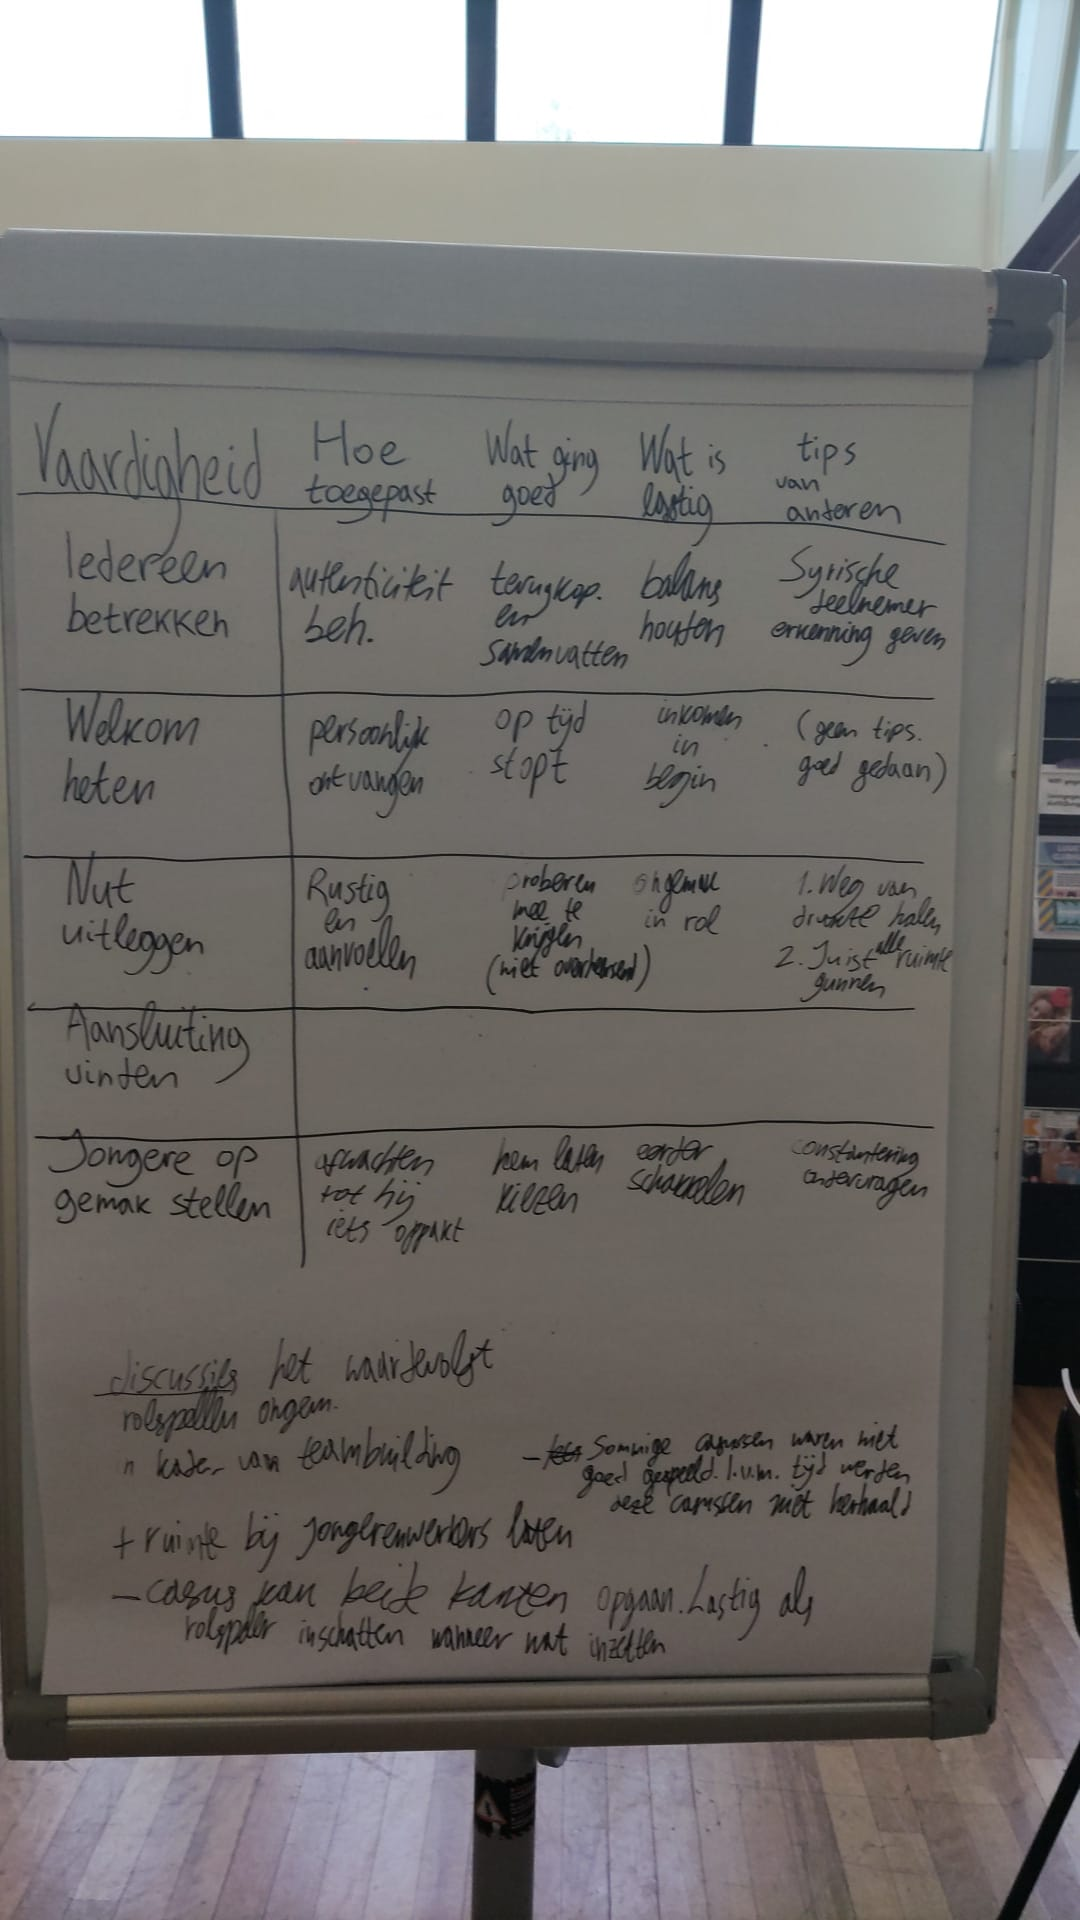 Vaardigheid
Hoe
toegepast
Wat ging
goed
Wat is
lastig
tips
van
anderen
Iedereen
betrekken
authenticiteit
beh.
terugkop.
en
samenvatten
balans
houden
Syrische
deelnemer
erkenning geven
Welkom
heten
persoonlijk
ontvangen
op tijd
stopt
inkomen
in
begin
(geen tips.
goed gedaan)
Nut
uitleggen
Rustig
en
aanvoelen
proberen
mee te
krijgen
(niet overheersend)
ongemak
in rol
1. Weg van
drukte halen
2. Juist alle ruimte
gunnen
Aansluiting
vinden
Jongere op
gemak stellen
afwachten
tot hij
iets oppakt
hem laten
kiezen
eerder
schakelen
constantering
ondervragen
discussies het waardevolst
rolspellen ongem.
n kader van teambuilding
- Sommige casussen waren niet
goed gespeeld. I.v.m. tijd werden
deze casussen niet herhaald
+ ruimte bij jongerenwerkers laten
- casus kan beide kanten opgaan. Lastig als
rolspeler inschatten wanneer wat inzetten